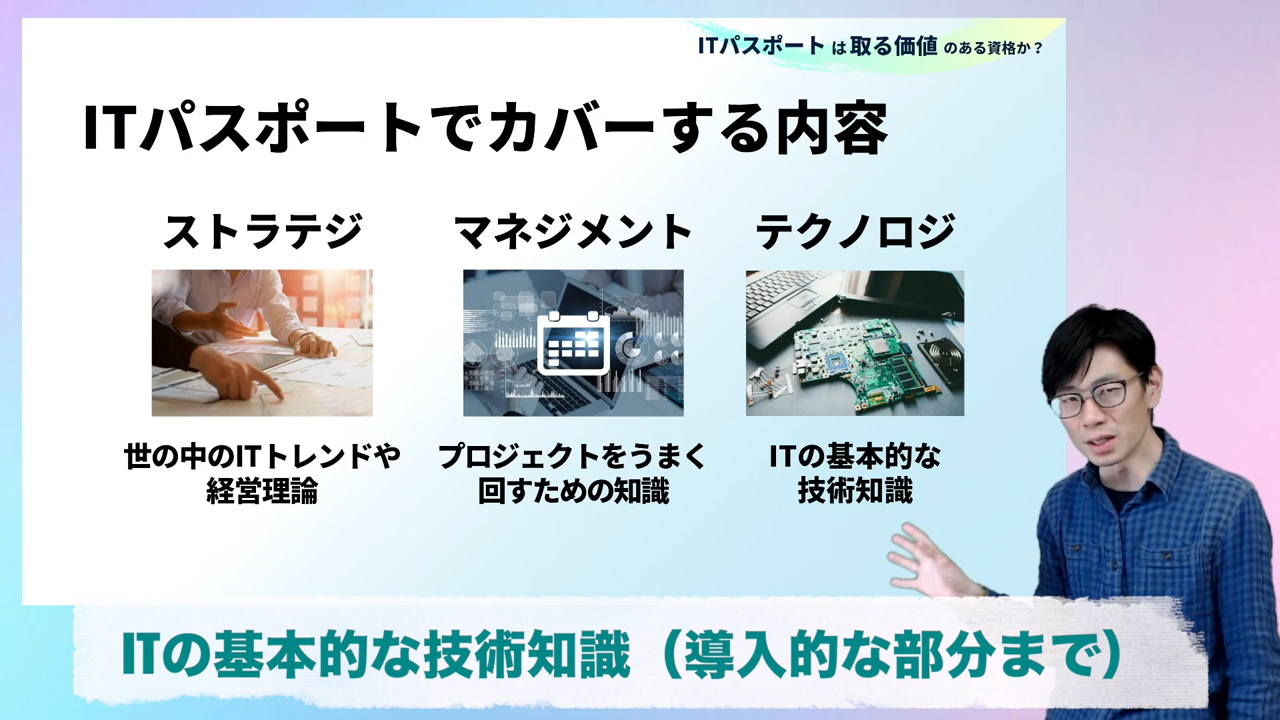 ITパスポート は 取る価値 のある資格か？
ITパスポートでカバーする内容
ストラテジ
マネジメント
テクノロジ
世の中のITトレンドや
経営理論
プロジェクトをうまく
回すための知識
ITの基本的な
技術知識
ITの基本的な技術知識（導入的な部分まで）